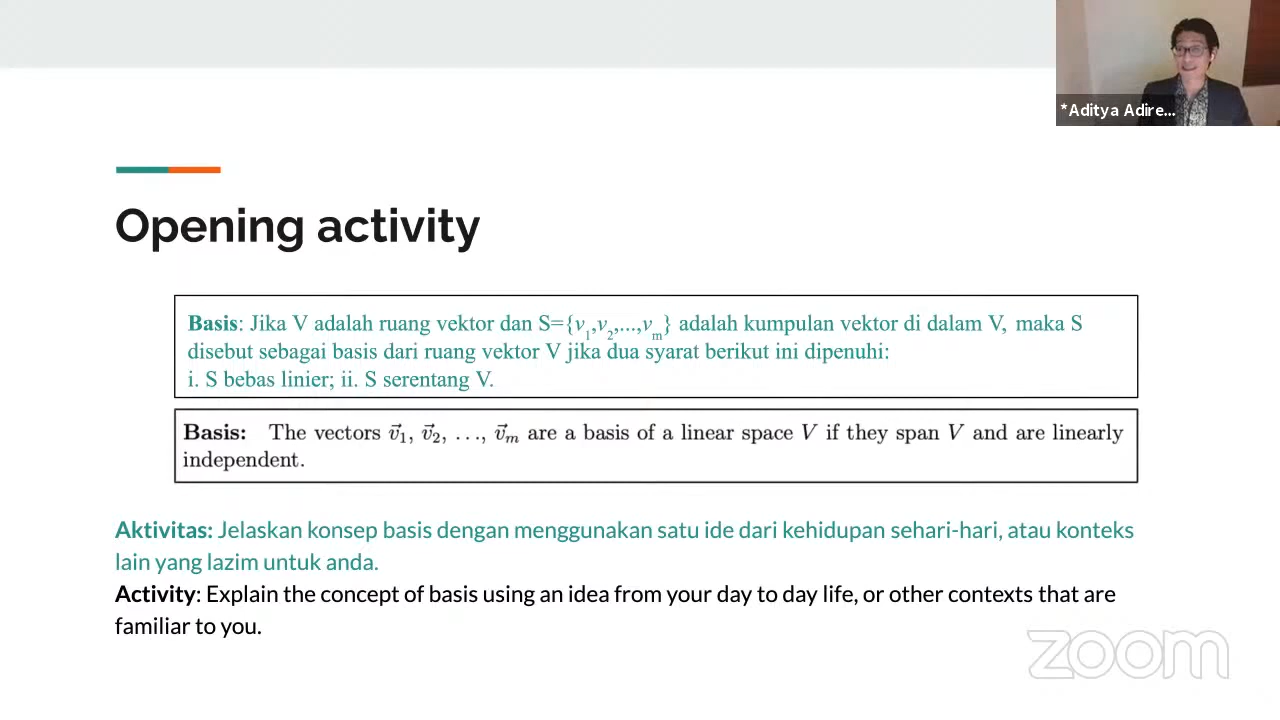 *Aditya Adire...
Opening activity
Basis: Jika V adalah ruang vektor dan S={v₁,v₂,...,vₘ} adalah kumpulan vektor di dalam V, maka S
disebut sebagai basis dari ruang vektor V jika dua syarat berikut ini dipenuhi:
i. S bebas linier; ii. S serentang V.
Basis: The vectors v⃗₁, v⃗₂, ..., v⃗ₘ are a basis of a linear space V if they span V and are linearly
independent.
Aktivitas: Jelaskan konsep basis dengan menggunakan satu ide dari kehidupan sehari-hari, atau konteks
lain yang lazim untuk anda.
Activity: Explain the concept of basis using an idea from your day to day life, or other contexts that are
familiar to you.
zoom